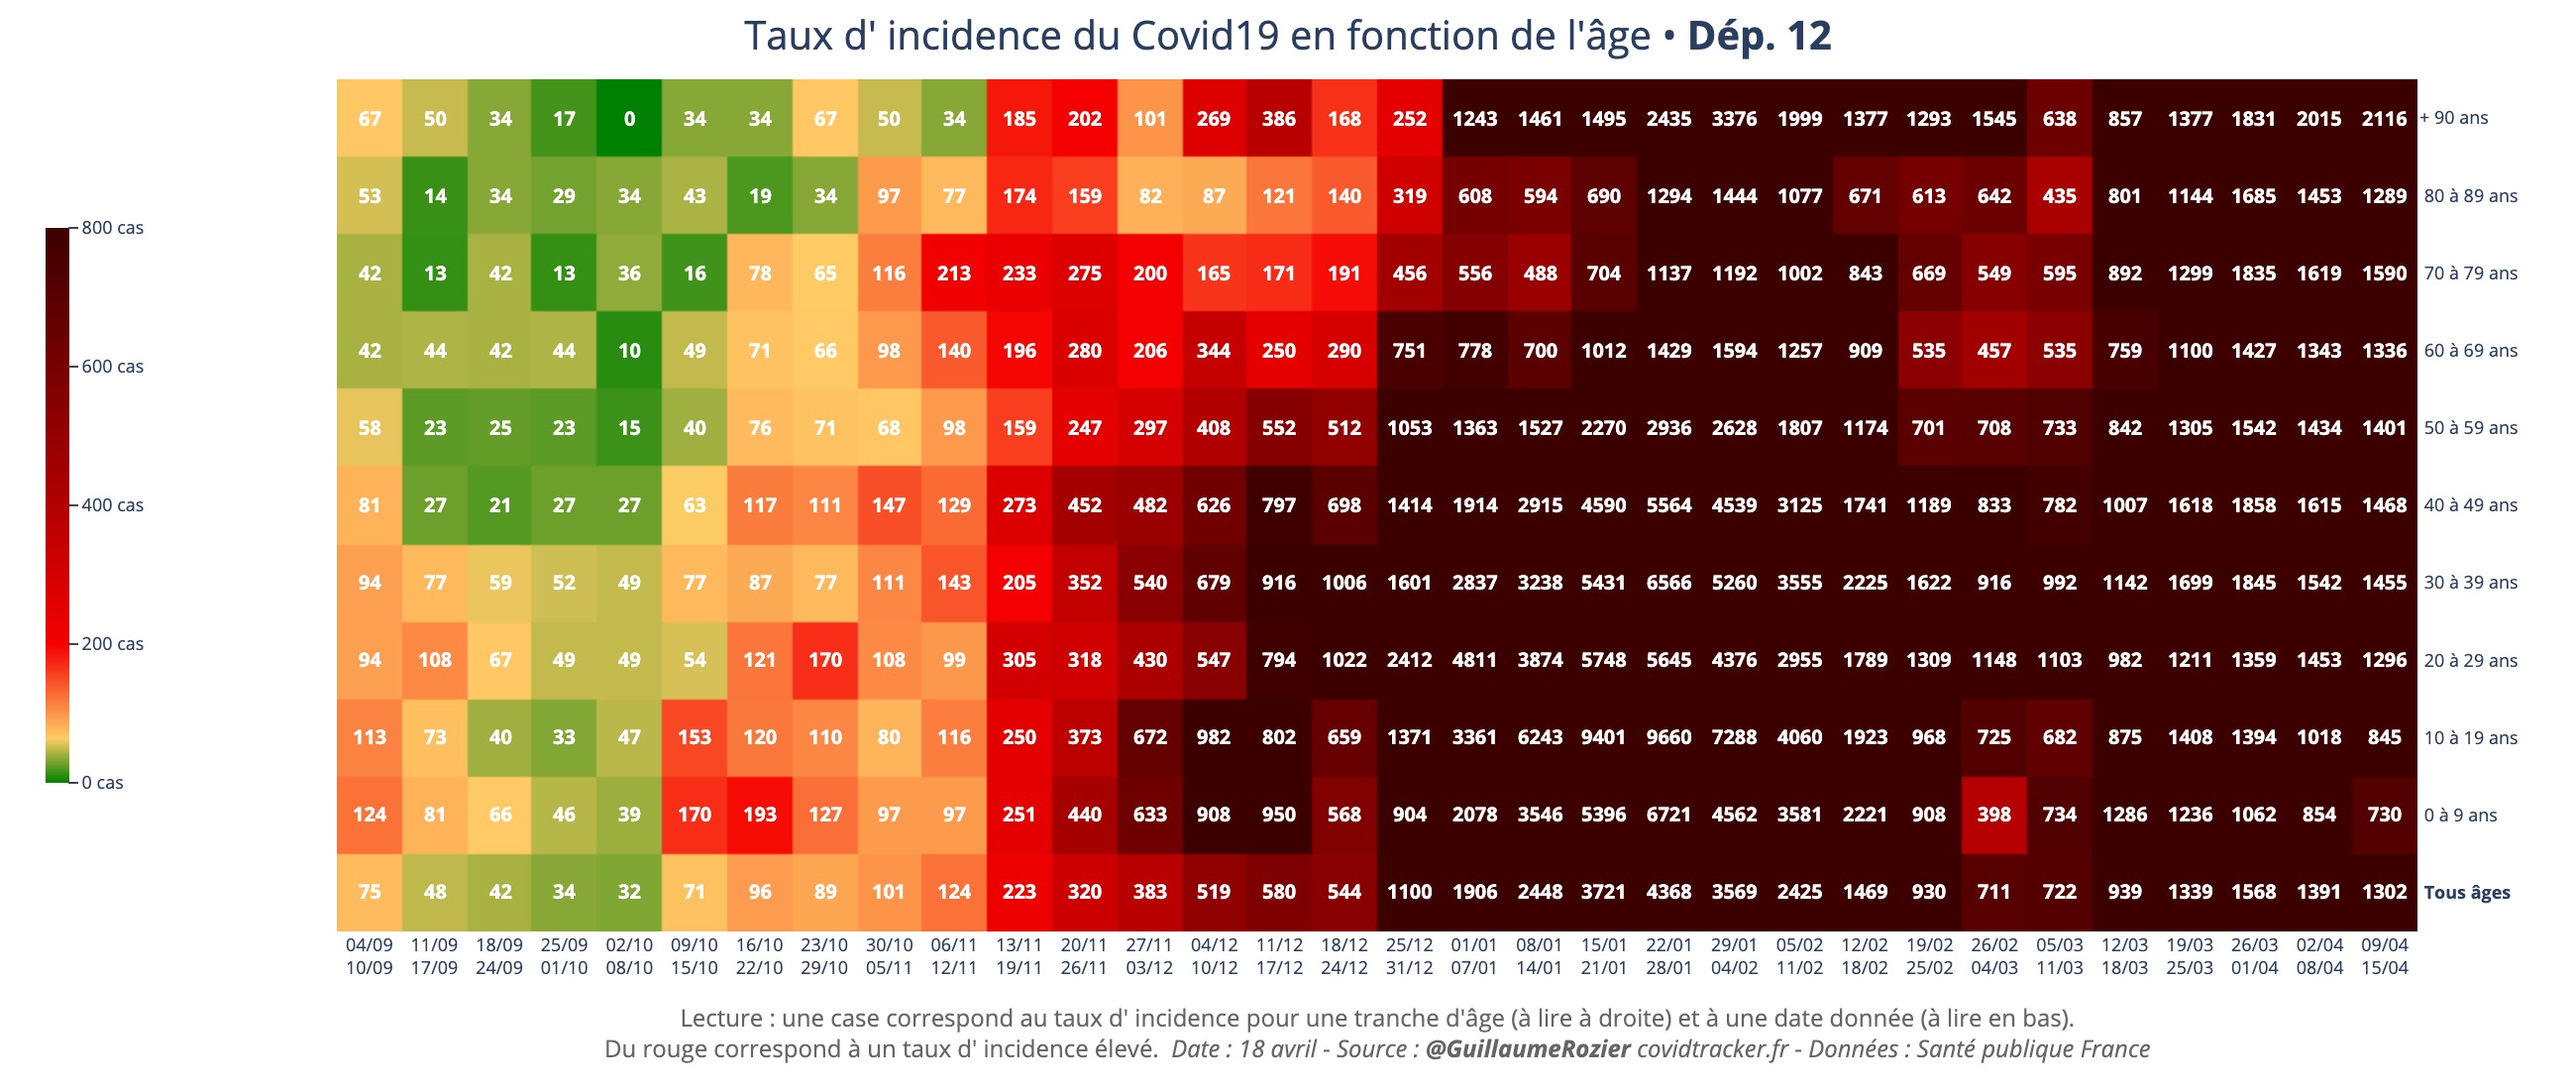 Taux d' incidence du Covid19 en fonction de l'âge • Dép. 12
800 cas
600 cas
400 cas
200 cas
0 cas
67 50 34 17 0 34 34 67 50 34 185 202 101 269 386 168 252 1243 1461 1495 2435 3376 1999 1377 1293 1545 638 857 1377 1831 2015 2116 + 90 ans
53 14 34 29 34 43 19 34 97 77 174 159 82 87 121 140 319 608 594 690 1294 1444 1077 671 613 642 435 801 1144 1685 1453 1289 80 à 89 ans
42 13 42 13 36 16 78 65 116 213 233 275 200 165 171 191 456 556 488 704 1137 1192 1002 843 669 549 595 892 1299 1835 1619 1590 70 à 79 ans
42 44 42 44 10 49 71 66 98 140 196 280 206 344 250 290 751 778 700 1012 1429 1594 1257 909 535 457 535 759 1100 1427 1343 1336 60 à 69 ans
58 23 25 23 15 40 76 71 68 98 159 247 297 408 552 512 1053 1363 1527 2270 2936 2628 1807 1174 701 708 733 842 1305 1542 1434 1401 50 à 59 ans
81 27 21 27 27 63 117 111 147 129 273 452 482 626 797 698 1414 1914 2915 4590 5564 4539 3125 1741 1189 833 782 1007 1618 1858 1615 1468 40 à 49 ans
94 77 59 52 49 77 87 77 111 143 205 352 540 679 916 1006 1601 2837 3238 5431 6566 5260 3555 2225 1622 916 992 1142 1699 1845 1542 1455 30 à 39 ans
94 108 67 49 49 54 121 170 108 99 305 318 430 547 794 1022 2412 4811 3874 5748 5645 4376 2955 1789 1309 1148 1103 982 1211 1359 1453 1296 20 à 29 ans
113 73 40 33 47 153 120 110 80 116 250 373 672 982 802 659 1371 3361 6243 9401 9660 7288 4060 1923 968 725 682 875 1408 1394 1018 845 10 à 19 ans
124 81 66 46 39 170 193 127 97 97 251 440 633 908 950 568 904 2078 3546 5396 6721 4562 3581 2221 908 398 734 1286 1236 1062 854 730 0 à 9 ans
75 48 42 34 32 71 96 89 101 124 223 320 383 519 580 544 1100 1906 2448 3721 4368 3569 2425 1469 930 711 722 939 1339 1568 1391 1302 Tous âges
04/09 11/09 18/09 25/09 02/10 09/10 16/10 23/10 30/10 06/11 13/11 20/11 27/11 04/12 11/12 18/12 25/12 01/01 08/01 15/01 22/01 29/01 05/02 12/02 19/02 26/02 05/03 12/03 19/03 26/03 02/04 09/04
10/09 17/09 24/09 01/10 08/10 15/10 22/10 29/10 05/11 12/11 19/11 26/11 03/12 10/12 17/12 24/12 31/12 07/01 14/01 21/01 28/01 04/02 11/02 18/02 25/02 04/03 11/03 18/03 25/03 01/04 08/04 15/04
Lecture : une case correspond au taux d' incidence pour une tranche d'âge (à lire à droite) et à une date donnée (à lire en bas).
Du rouge correspond à un taux d' incidence élevé. Date : 18 avril - Source : @GuillaumeRozier covidtracker.fr - Données : Santé publique France